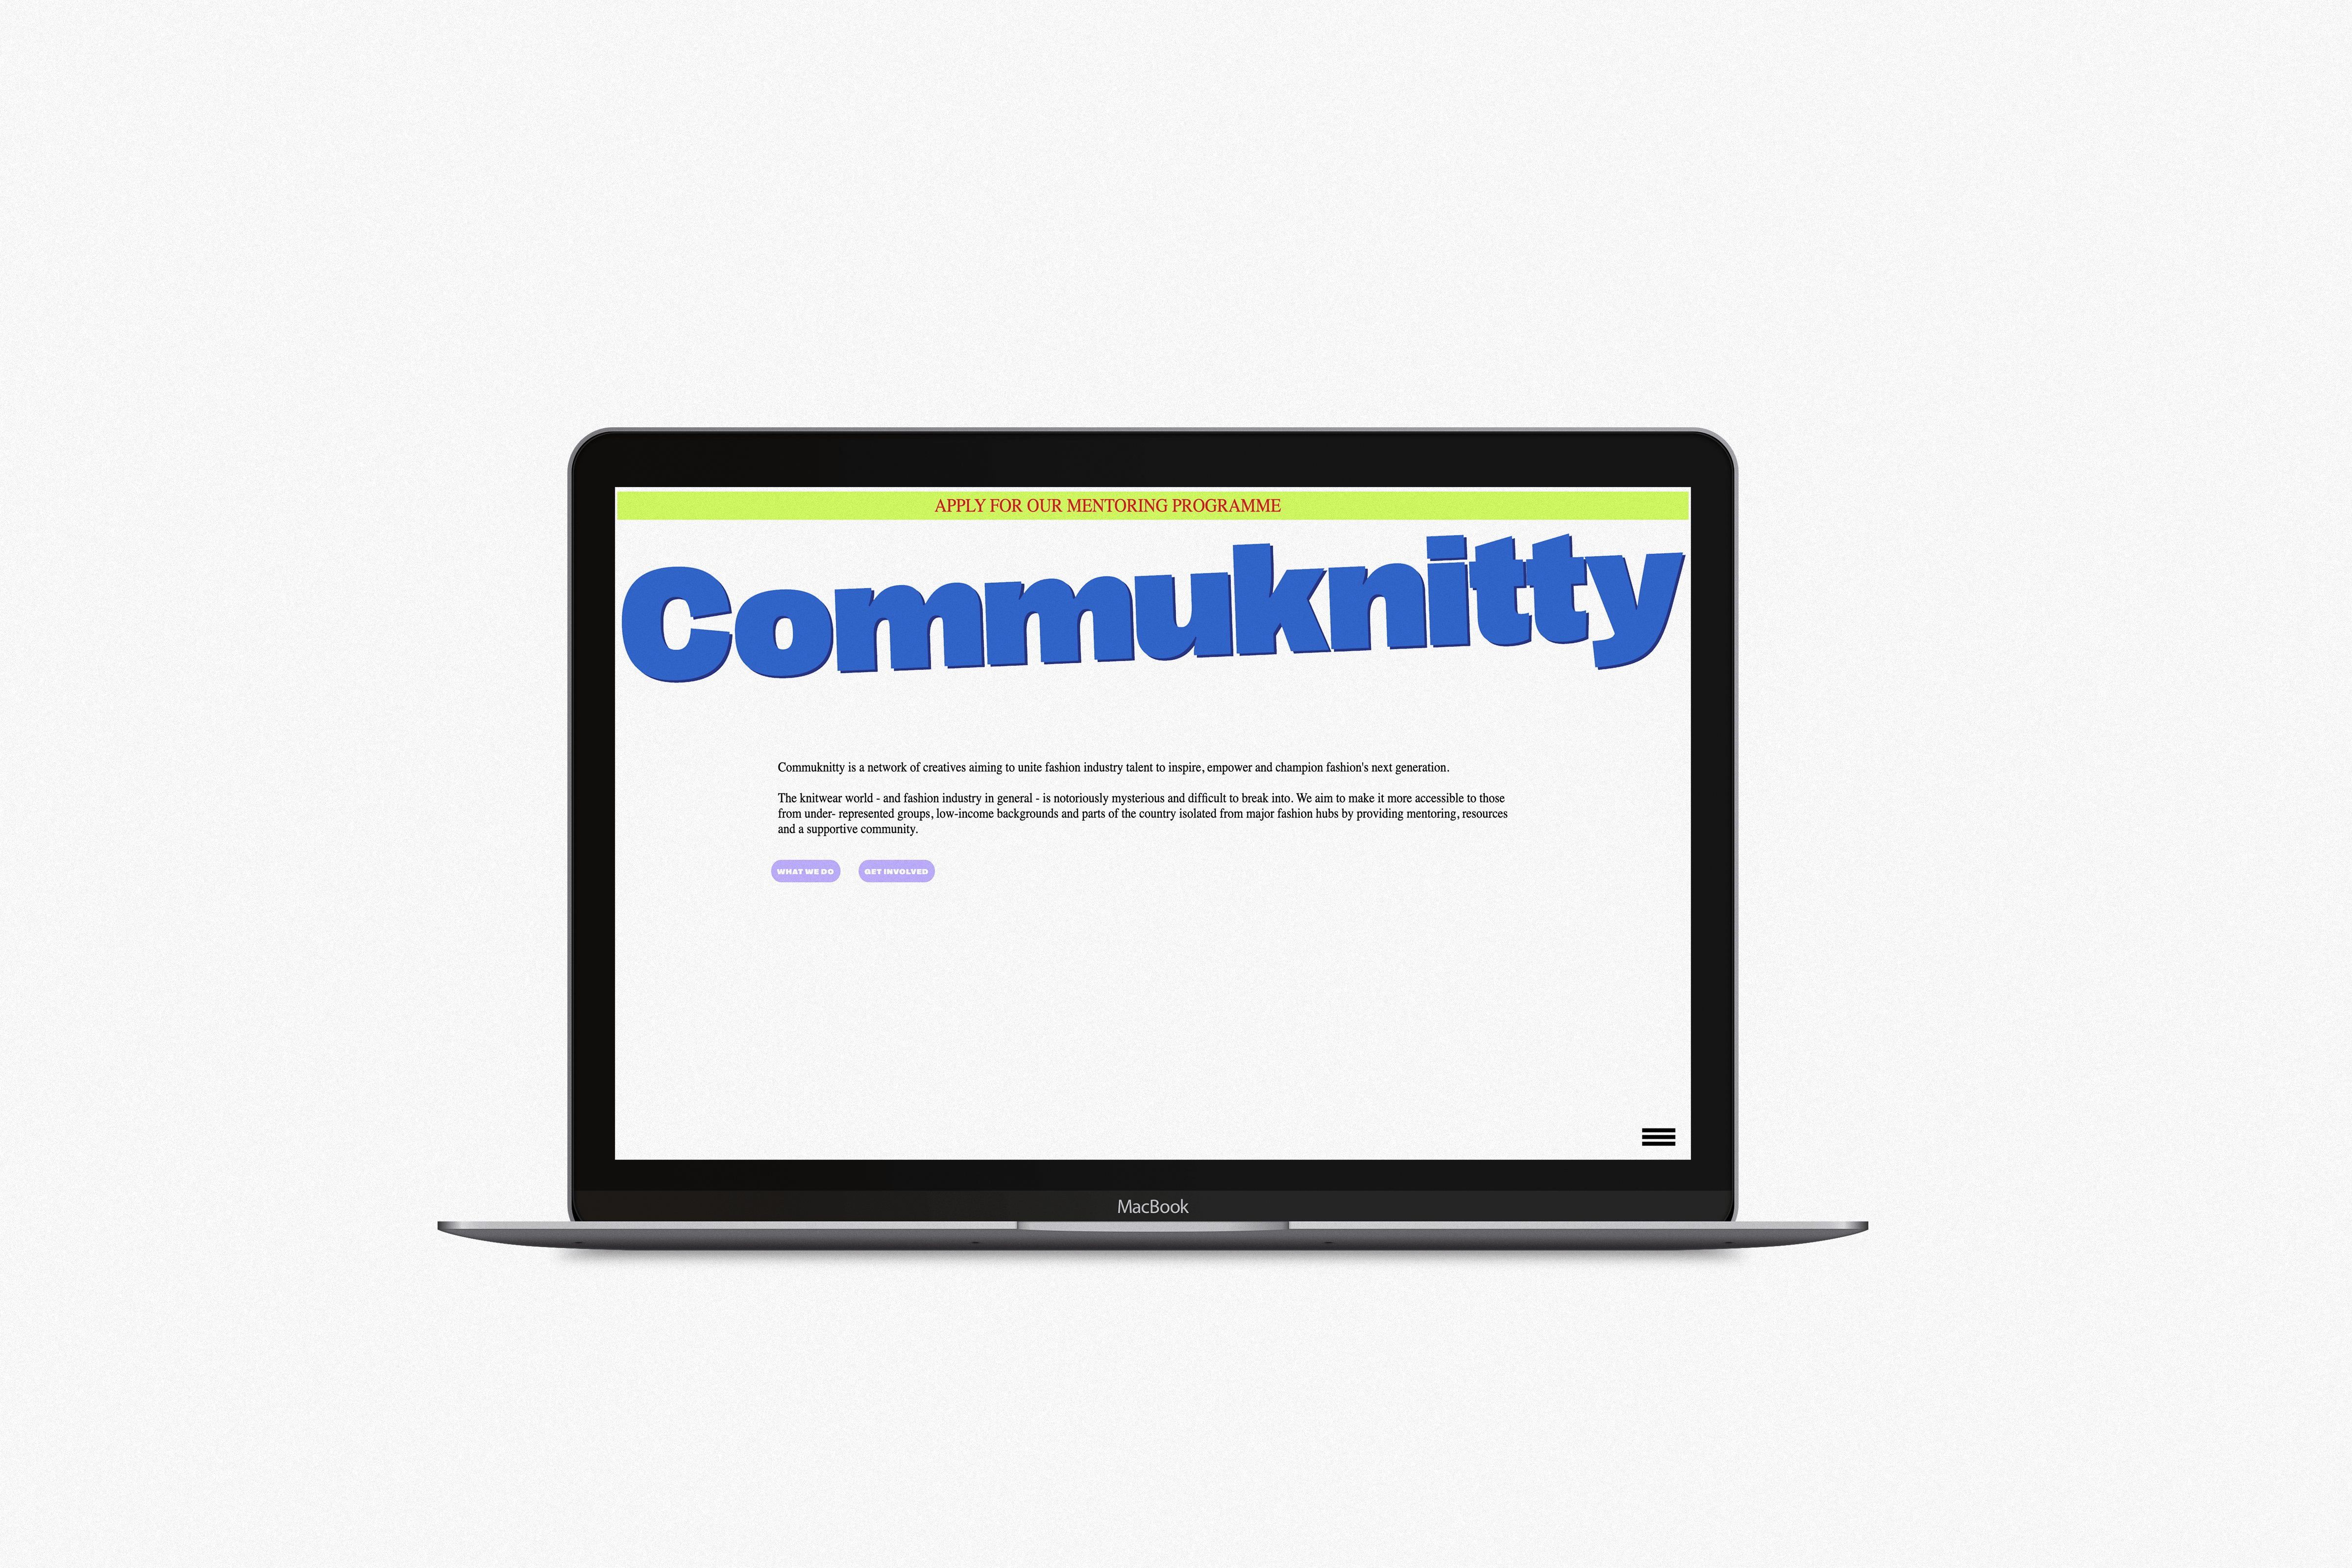 APPLY FOR OUR MENTORING PROGRAMME
Commuknitty
Commuknitty is a network of creatives aiming to unite fashion industry talent to inspire, empower and champion fashion's next generation.
The knitwear world - and fashion industry in general - is notoriously mysterious and difficult to break into. We aim to make it more accessible to those
from under- represented groups, low-income backgrounds and parts of the country isolated from major fashion hubs by providing mentoring, resources
and a supportive community.
WHAT WE DO
GET INVOLVED
MacBook